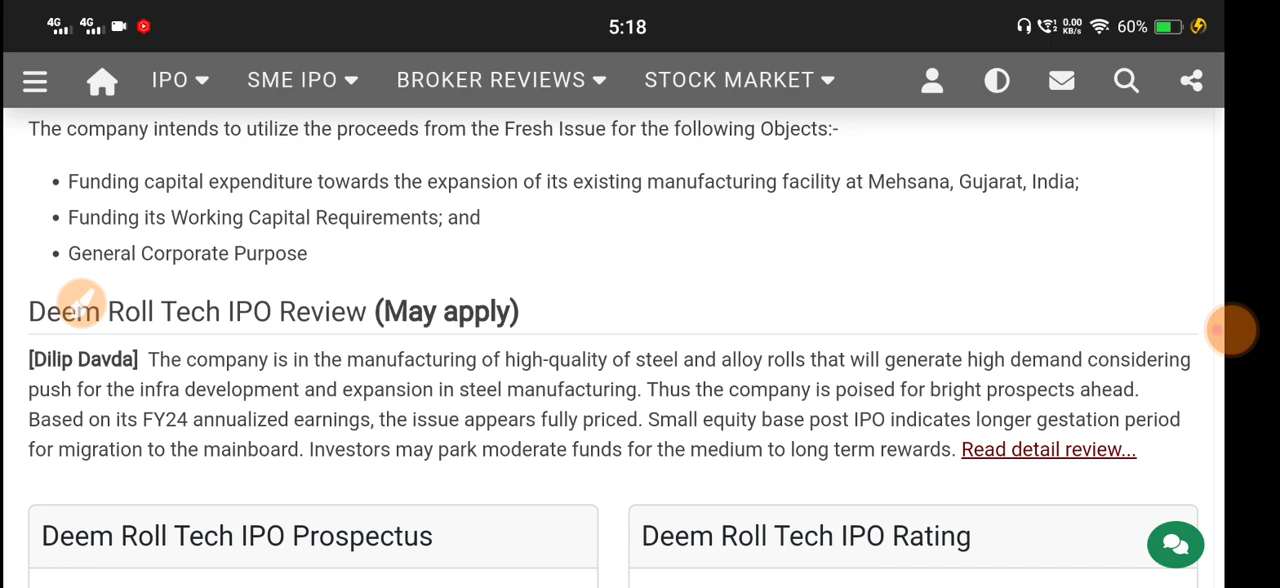 4G 4G 5:18 0.00 KB/s 60%
IPO SME IPO BROKER REVIEWS STOCK MARKET
The company intends to utilize the proceeds from the Fresh Issue for the following Objects:-
• Funding capital expenditure towards the expansion of its existing manufacturing facility at Mehsana, Gujarat, India;
• Funding its Working Capital Requirements; and
• General Corporate Purpose
Deem Roll Tech IPO Review (May apply)
[Dilip Davda] The company is in the manufacturing of high-quality of steel and alloy rolls that will generate high demand considering
push for the infra development and expansion in steel manufacturing. Thus the company is poised for bright prospects ahead.
Based on its FY24 annualized earnings, the issue appears fully priced. Small equity base post IPO indicates longer gestation period
for migration to the mainboard. Investors may park moderate funds for the medium to long term rewards. Read detail review...
Deem Roll Tech IPO Prospectus
Deem Roll Tech IPO Rating